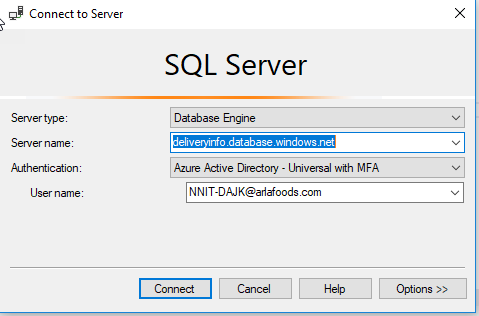 Connect to Server
SQL Server
Server type: Database Engine
Server name: deliveryinfo.database.windows.net
Authentication: Azure Active Directory - Universal with MFA
User name: NNIT-DAJK@arlafoods.com
Connect Cancel Help Options >>